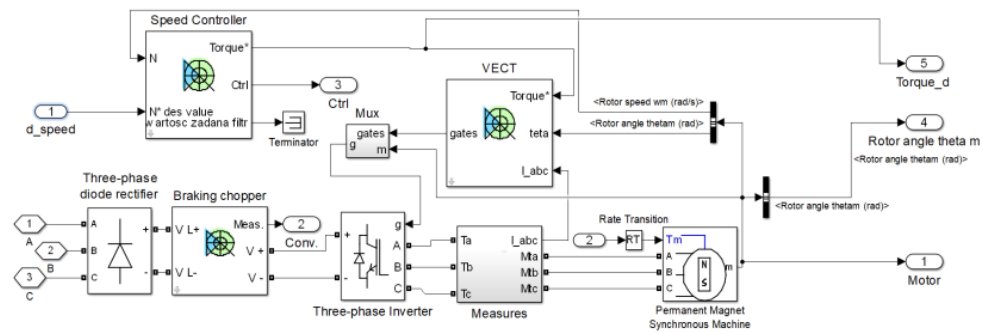 Speed Controller
N
Torque*
Ctrl
N* des value
w artosc zadana filtr
1
d_speed
3
Ctrl
Terminator
Mux
gates
g
m
VECT
Torque*
gates
teta
I_abc
<Rotor speed wm (rad/s)>
<Rotor angle thetam (rad)>
5
Torque_d
4
Rotor angle theta m
<Rotor angle thetam (rad)>
<Rotor angle thetam (rad)>
Three-phase
diode rectifier
1
A
2
B
3
C
A
B
C
+
-
Braking chopper
V L+
V L-
Meas.
V +
V -
2
Conv.
g
+
-
A
B
C
Three-phase Inverter
Ta
Tb
Tc
I_abc
Mta
Mtb
Mtc
Measures
Rate Transition
2
RT
Tm
A
B
C
N
S
m
Permanent Magnet
Synchronous Machine
1
Motor